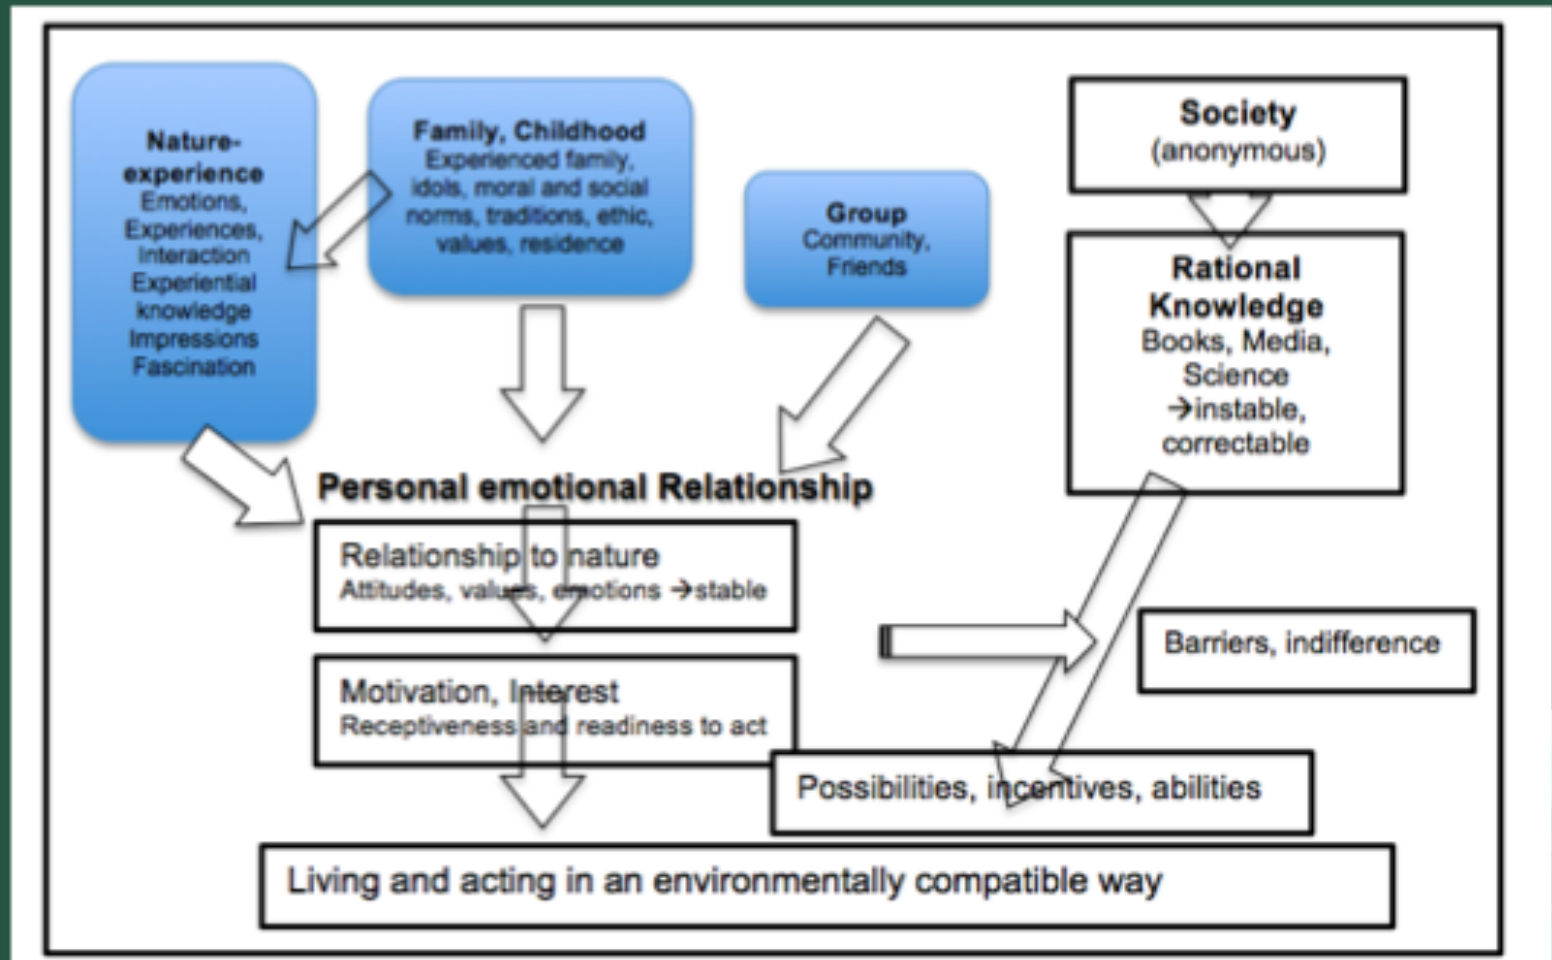 Nature-
experience
Emotions,
Experiences,
Interaction
Experiential
knowledge
Impressions
Fascination
Family, Childhood
Experienced family,
idols, moral and social
norms, traditions, ethic,
values, residence
Group
Community,
Friends
Society
(anonymous)
Rational
Knowledge
Books, Media,
Science
→instable,
correctable
Personal emotional Relationship
Relationship to nature
Attitudes, values, emotions →stable
Motivation, Interest
Receptiveness and readiness to act
Barriers, indifference
Possibilities, incentives, abilities
Living and acting in an environmentally compatible way